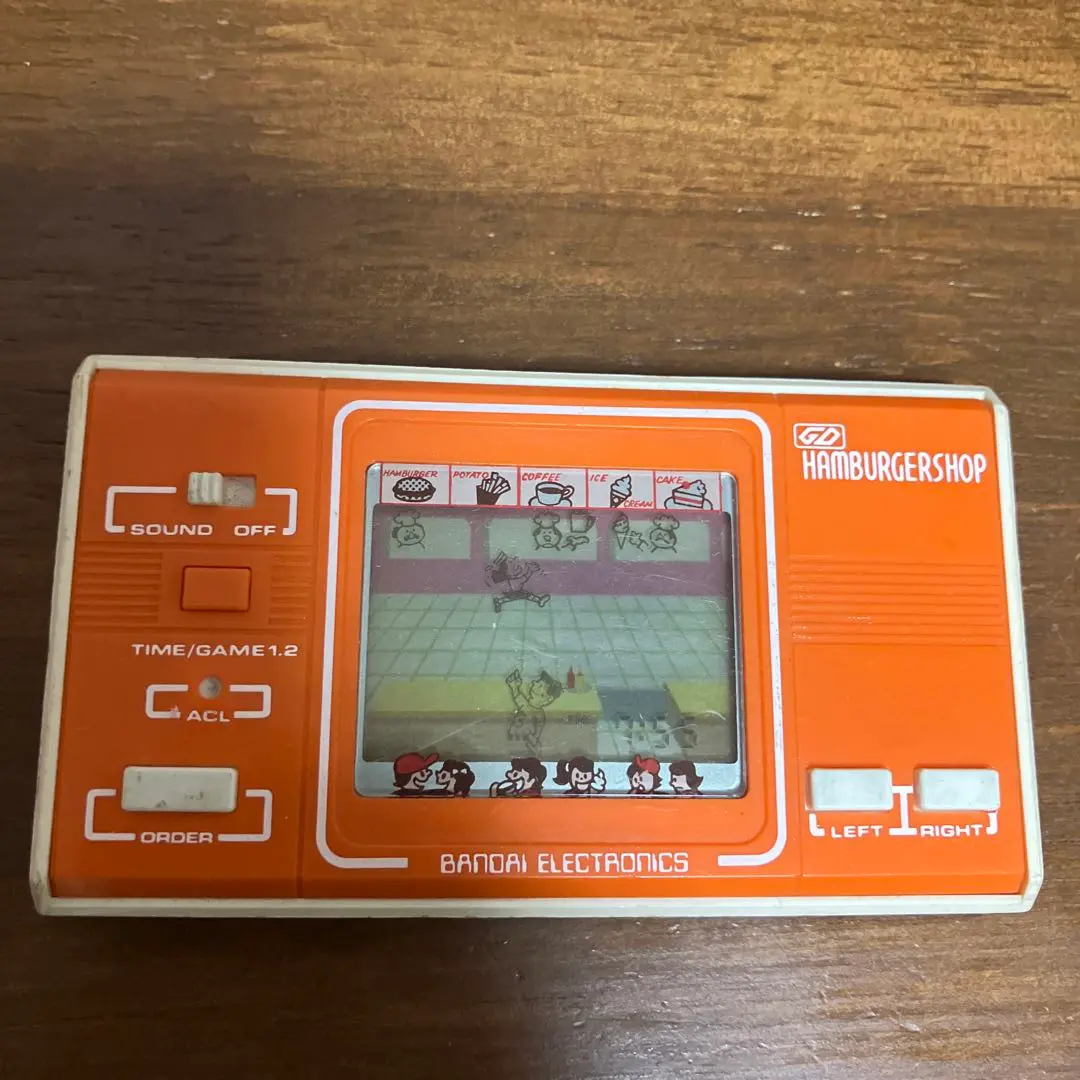 HAMBURGER POTATO COFFEE ICE CREAM CAKE
GD
HAMBURGERSHOP
SOUND OFF
TIME/GAME 1.2
ACL
ORDER
LEFT RIGHT
BANDAI ELECTRONICS